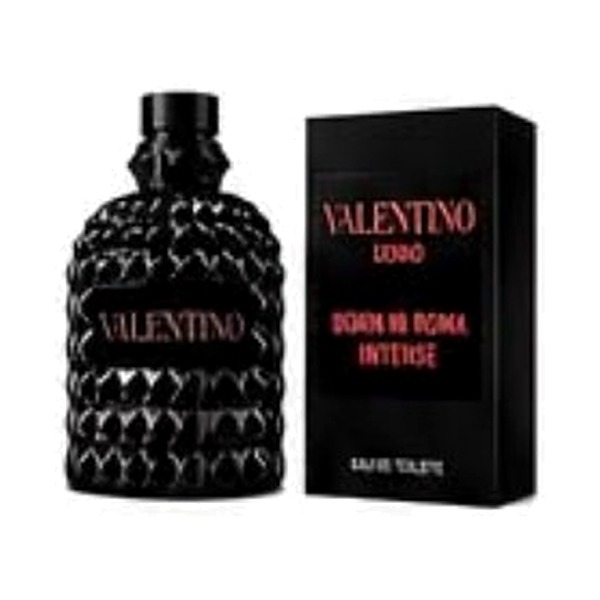 VALENTINO
VALENTINO
UOMO
BORN IN ROMA
INTENSE
EAU DE TOILETTE